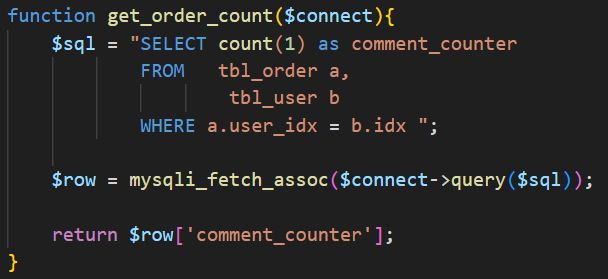 function get_order_count($connect){
    $sql = "SELECT count(1) as comment_counter
            FROM   tbl_order a,
                    tbl_user b
            WHERE a.user_idx = b.idx ";
    $row = mysqli_fetch_assoc($connect->query($sql));
    return $row['comment_counter'];
}